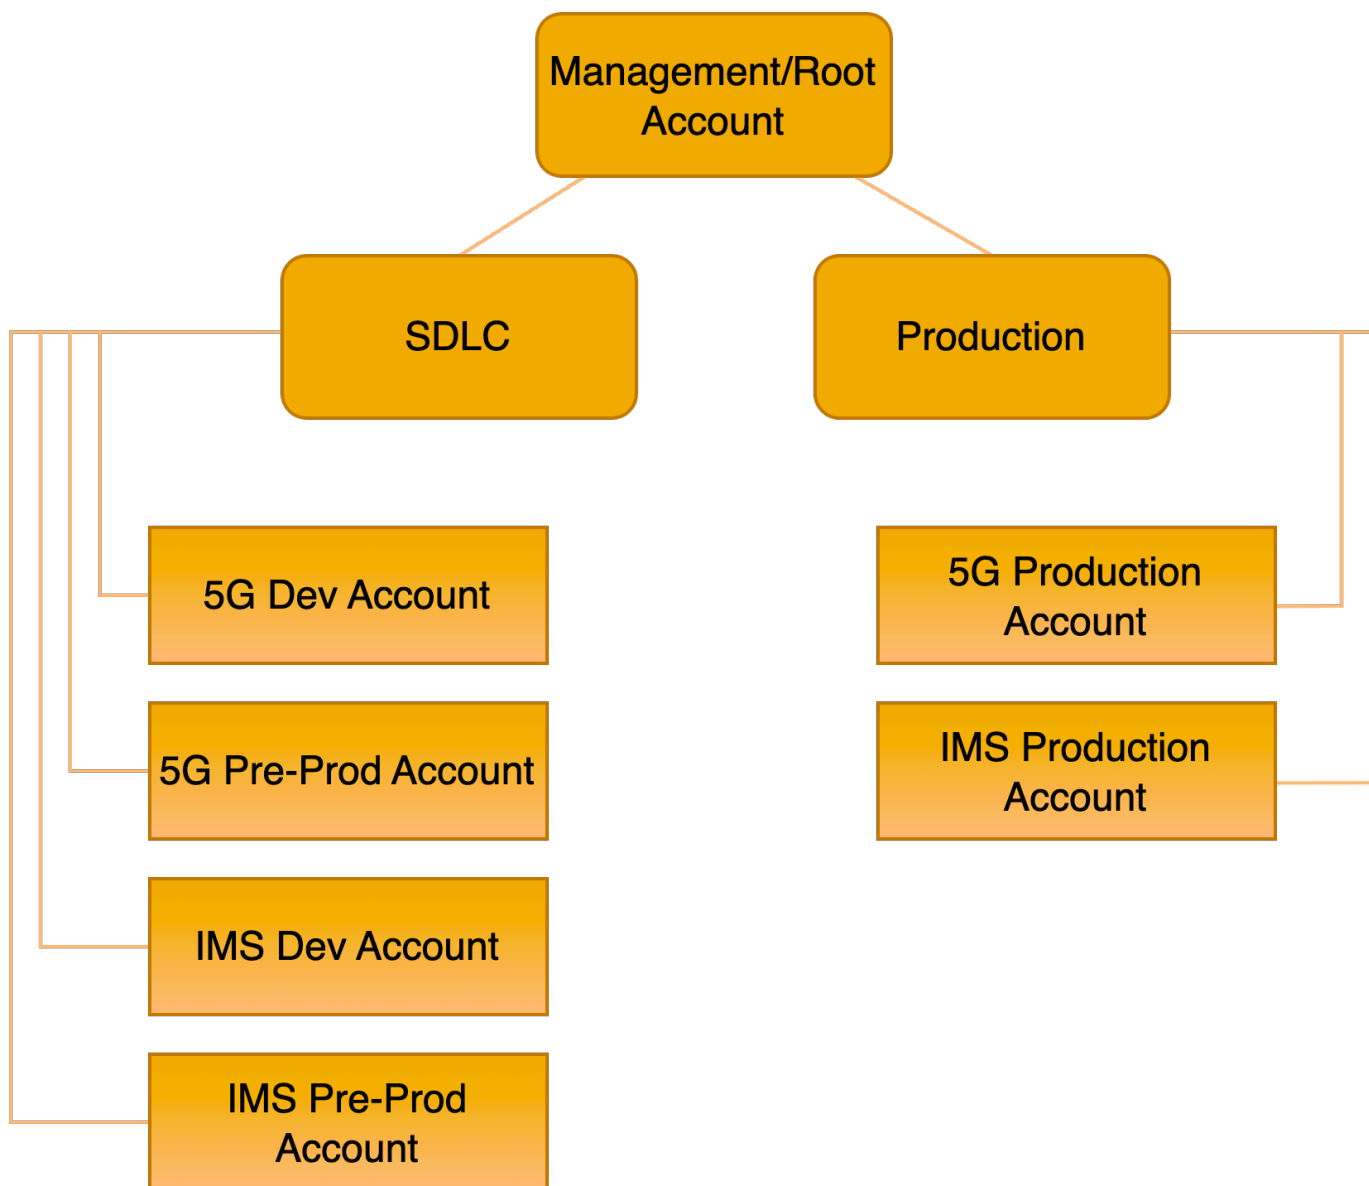 Management/Root
Account
SDLC
Production
5G Dev Account
5G Production
Account
5G Pre-Prod Account
IMS Production
Account
IMS Dev Account
IMS Pre-Prod
Account